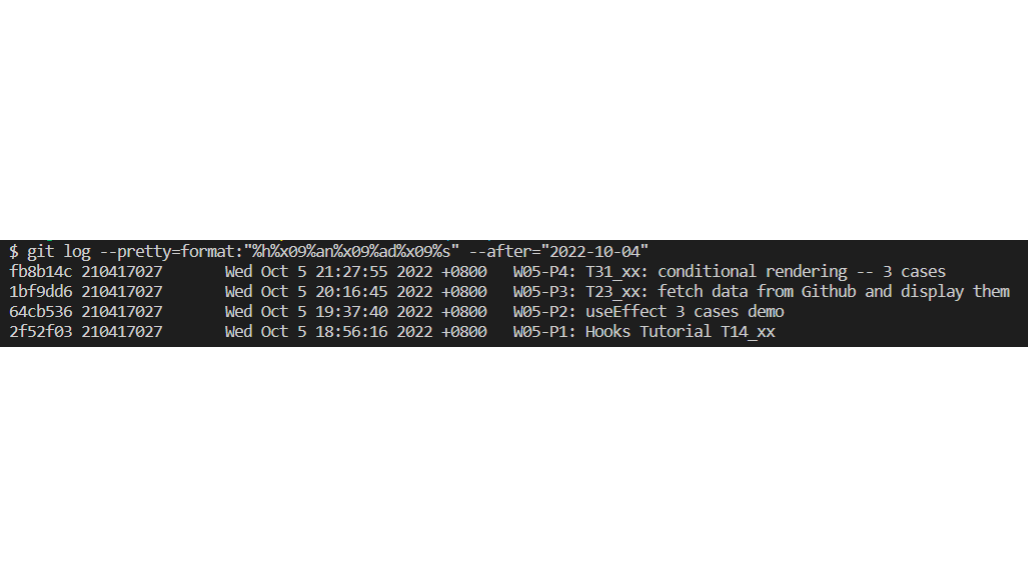 $ git log --pretty=format:"%h%x09%an%x09%ad%x09%s" --after="2022-10-04"
fb8b14c 210417027 Wed Oct 5 21:27:55 2022 +0800 W05-P4: T31_xx: conditional rendering -- 3 cases
1bf9dd6 210417027 Wed Oct 5 20:16:45 2022 +0800 W05-P3: T23_xx: fetch data from Github and display them
64cb536 210417027 Wed Oct 5 19:37:40 2022 +0800 W05-P2: useEffect 3 cases demo
2f52f03 210417027 Wed Oct 5 18:56:16 2022 +0800 W05-P1: Hooks Tutorial T14_xx